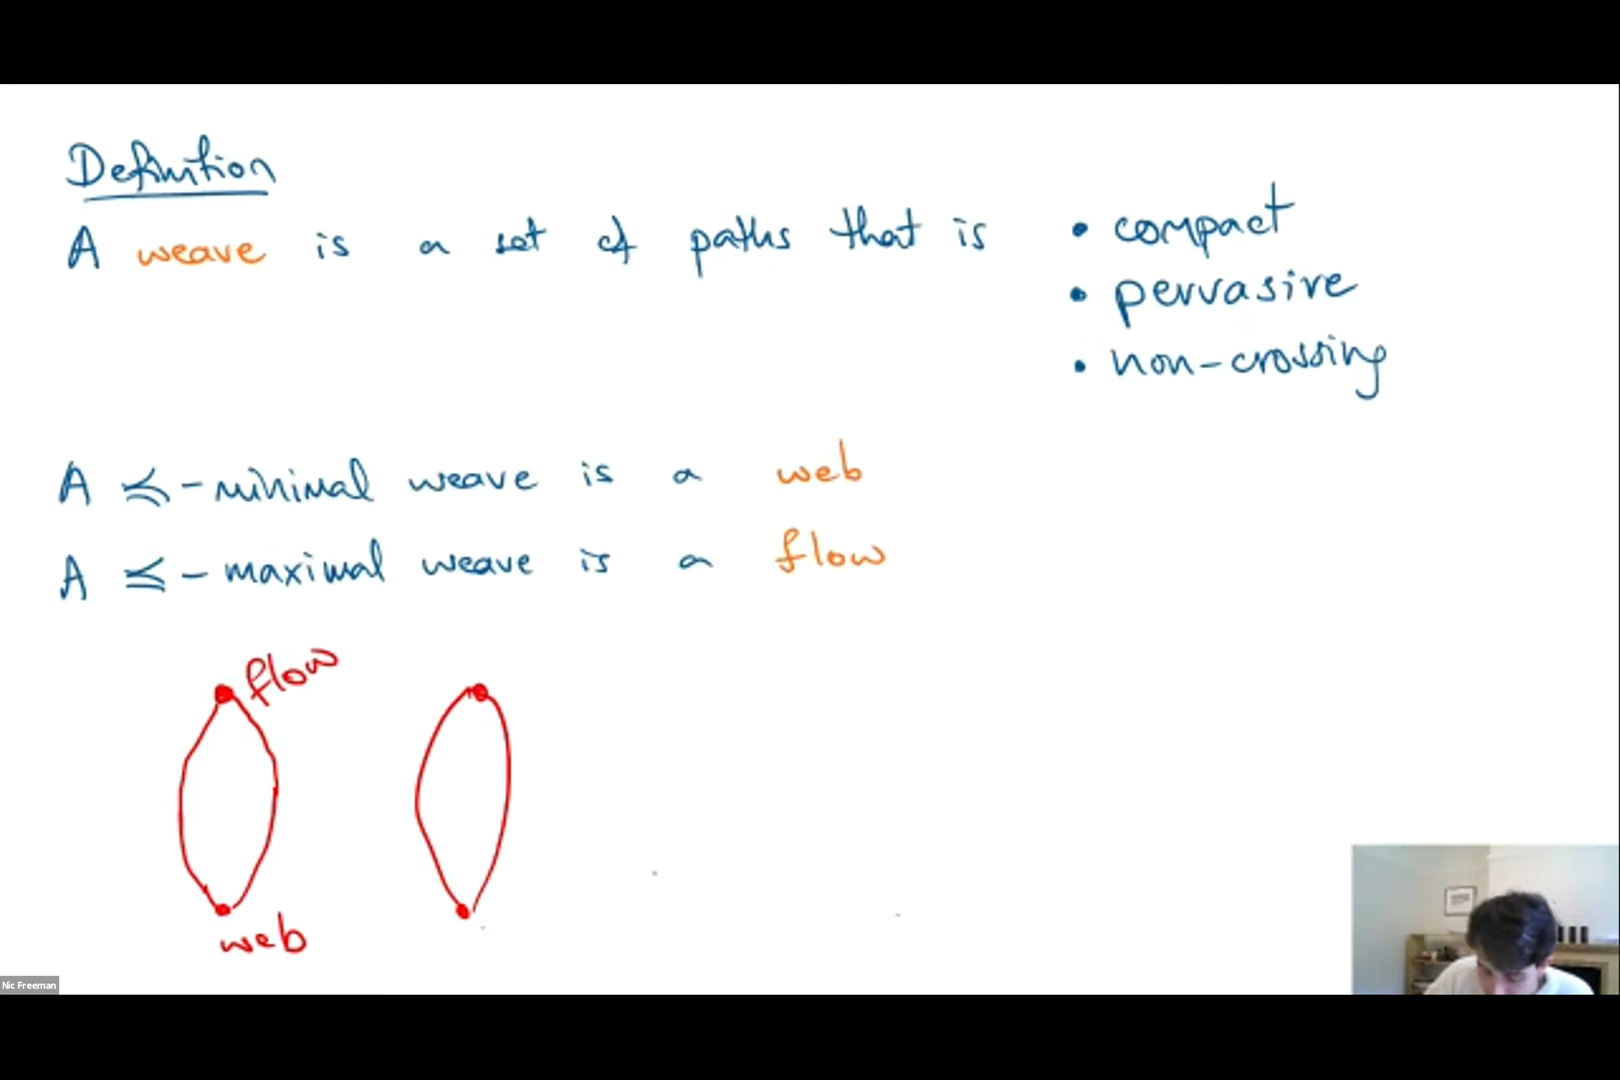 Definition
A weave is a set of paths that is • compact
• pervasive
• non-crossing
A ≼-minimal weave is a web
A ≼-maximal weave is a flow
flow
web
Nic Freeman